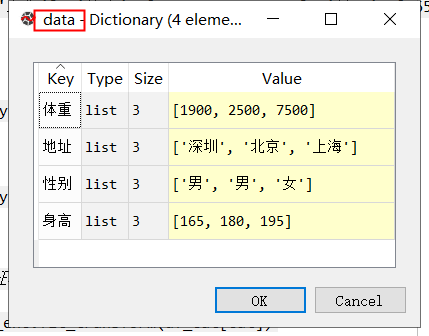 data - Dictionary (4 eleme...
Key Type Size Value
体重 list 3 [1900, 2500, 7500]
地址 list 3 ['深圳', '北京', '上海']
性别 list 3 ['男', '男', '女']
身高 list 3 [165, 180, 195]
OK Cancel